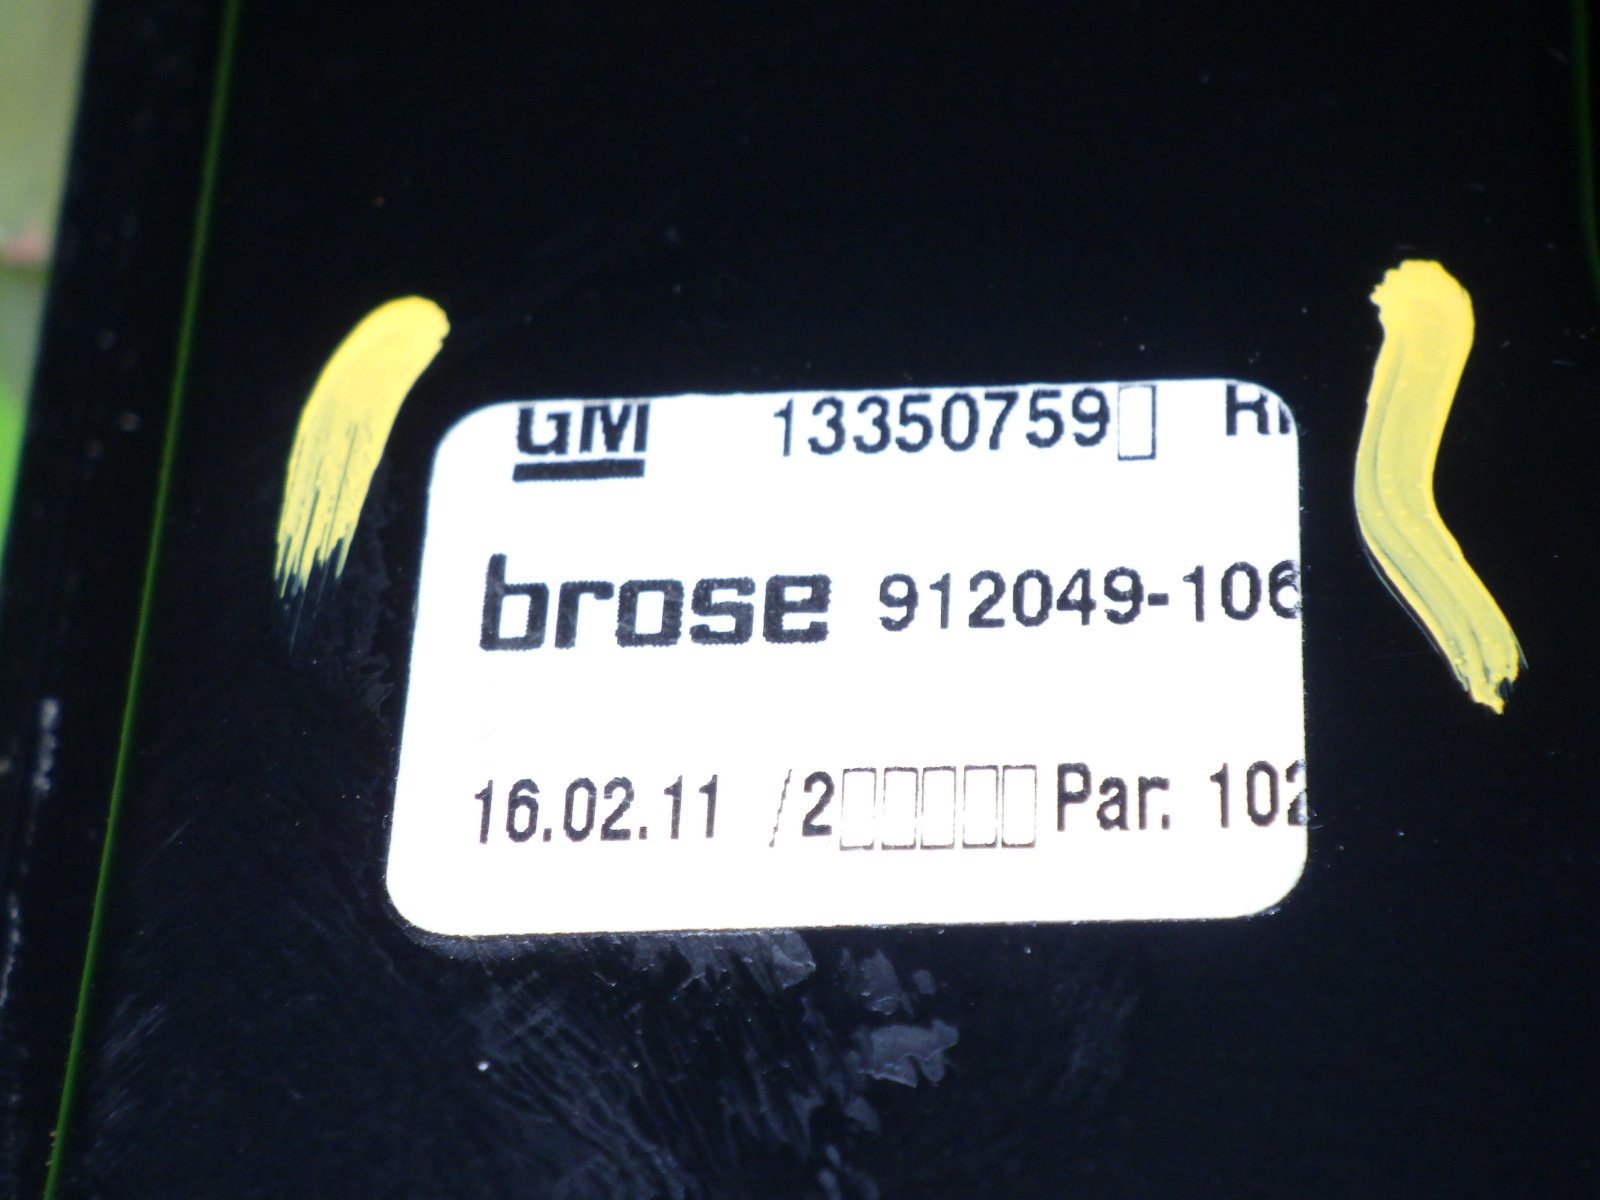 GM 13350759▯
brose 912049-106
16.02.11 /2▯▯▯▯▯ Par. 102